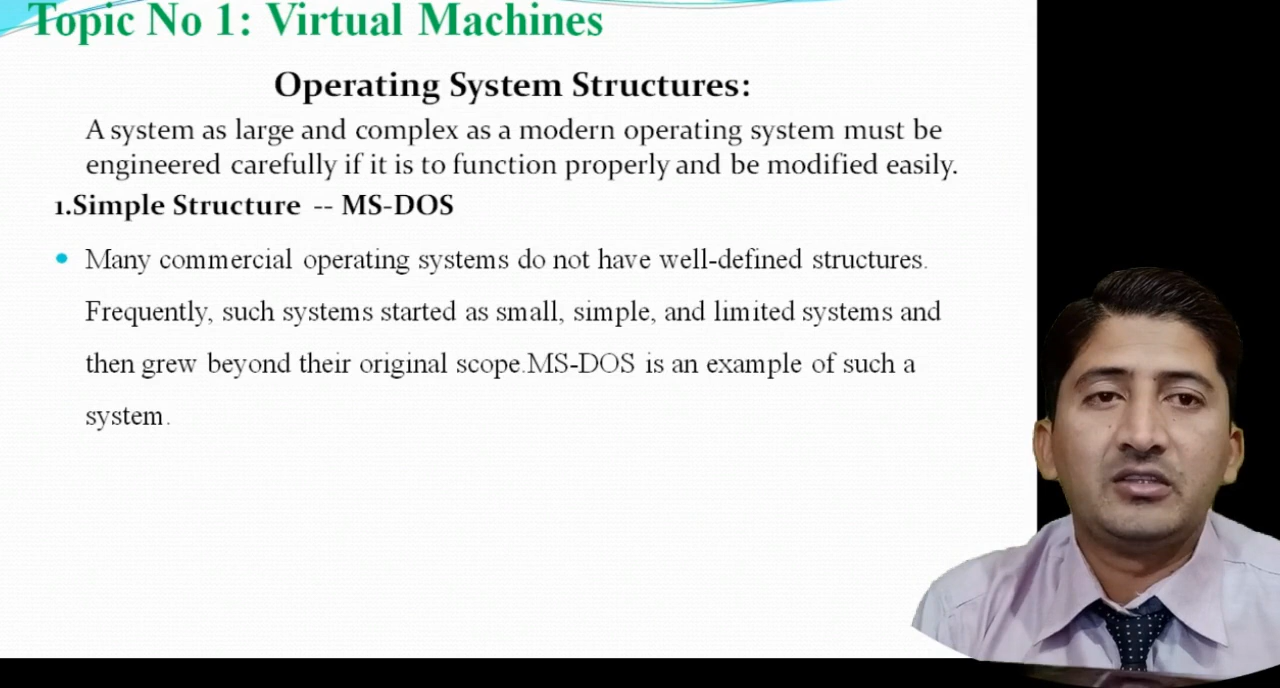 Topic No 1: Virtual Machines
Operating System Structures:
A system as large and complex as a modern operating system must be
engineered carefully if it is to function properly and be modified easily.
1.Simple Structure -- MS-DOS
Many commercial operating systems do not have well-defined structures.
Frequently, such systems started as small, simple, and limited systems and
then grew beyond their original scope.MS-DOS is an example of such a
system.